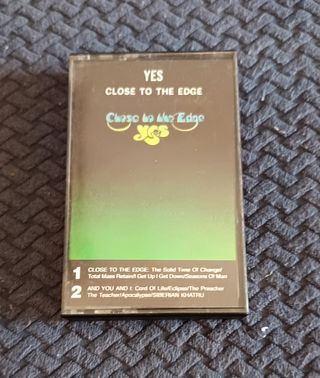 YES
CLOSE TO THE EDGE
Close to the Edge
yes
1 CLOSE TO THE EDGE: The Solid Time Of Change/
Total Mass Retain/I Get Up I Get Down/Seasons Of Man
2 AND YOU AND I: Cord Of Life/Eclipse/The Preacher
The Teacher/Apocalypse/SIBERIAN KHATRU